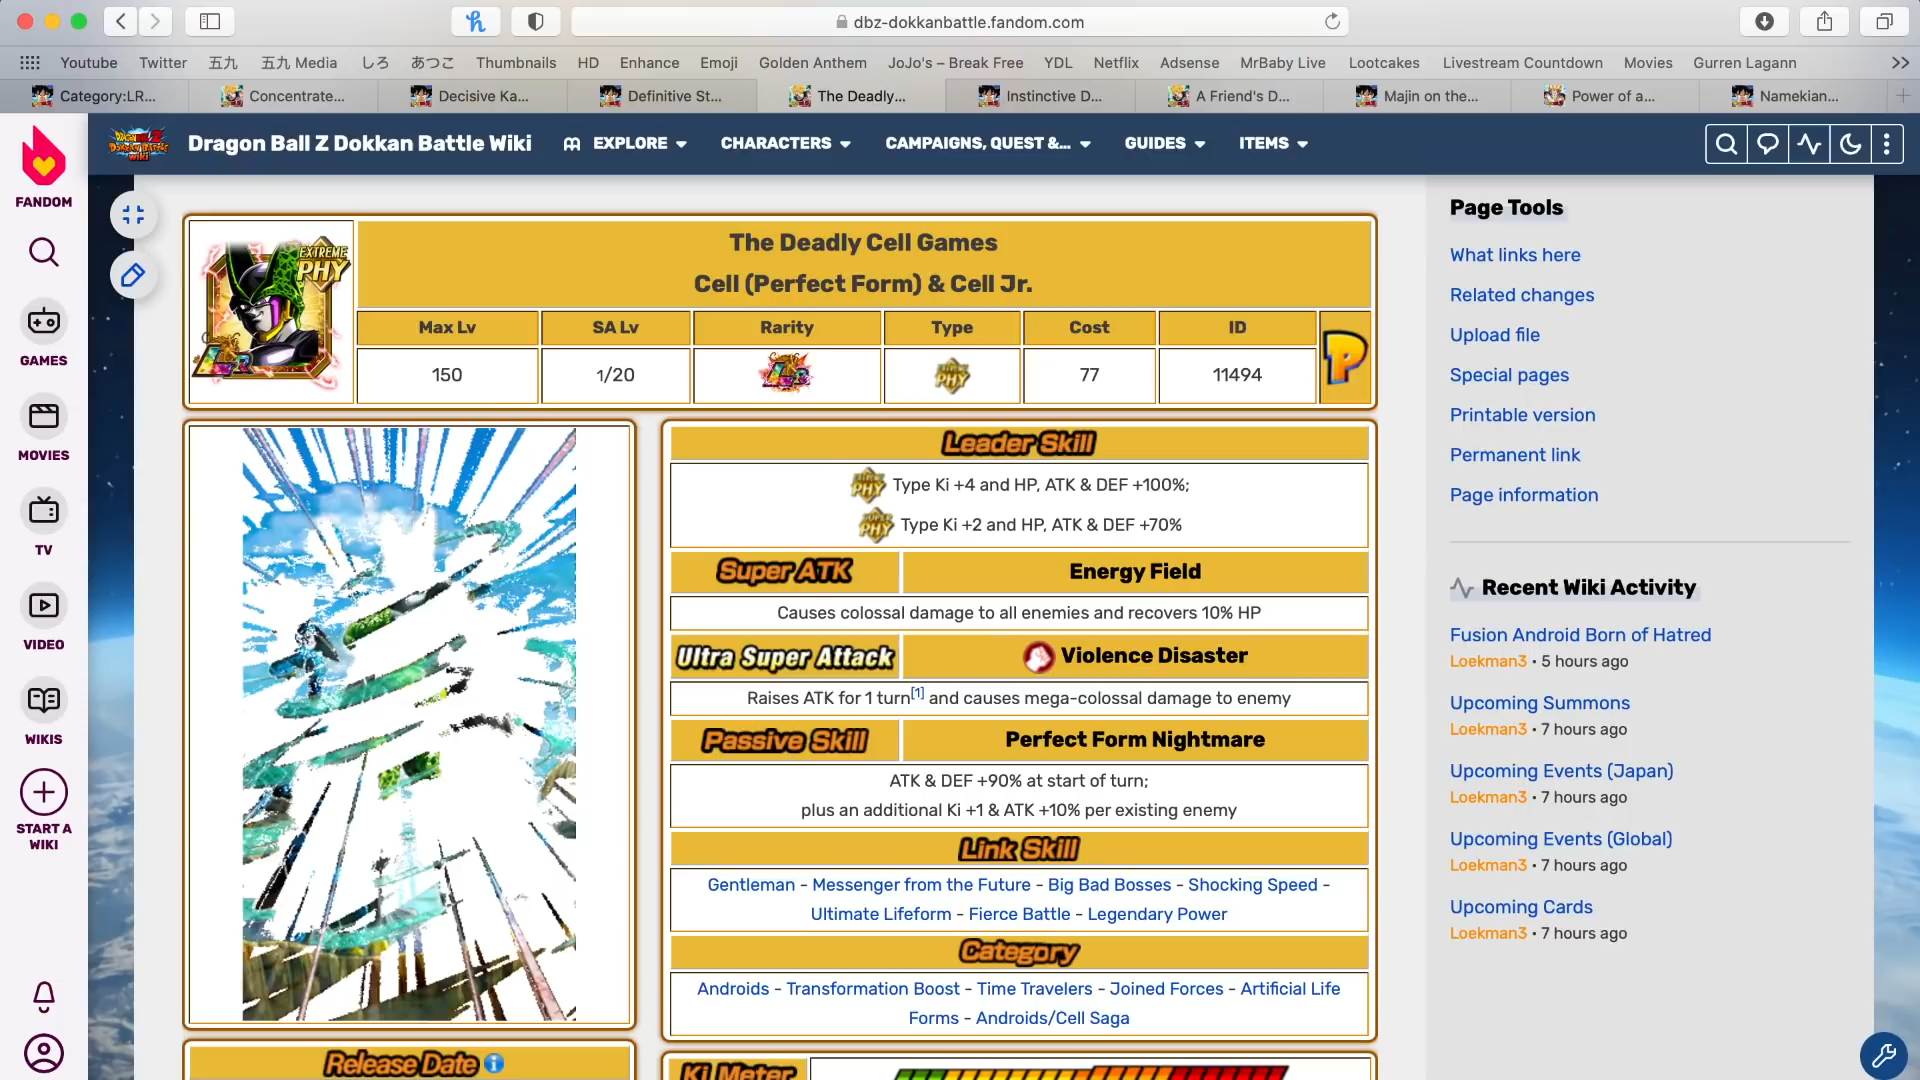 dbz-dokkanbattle.fandom.com
Youtube Twitter 五九 五九 Media しろ あつこ Thumbnails HD Enhance Emoji Golden Anthem JoJo's – Break Free YDL Netflix Adsense MrBaby Live Lootcakes Livestream Countdown Movies Gurren Lagann
Category:LR... Concentrate... Decisive Ka... Definitive St... The Deadly... Instinctive D... A Friend's D... Majin on the... Power of a... Namekian...
Dragon Ball Z Dokkan Battle Wiki EXPLORE CHARACTERS CAMPAIGNS, QUEST &... GUIDES ITEMS
FANDOM
GAMES
MOVIES
TV
VIDEO
WIKIS
START A
WIKI
EXTREME
PHY
LR
The Deadly Cell Games
Cell (Perfect Form) & Cell Jr.
Max Lv SA Lv Rarity Type Cost ID
150 1/20 LR EXTREME PHY 77 11494
P
Leader Skill
EXTREME PHY Type Ki +4 and HP, ATK & DEF +100%;
SUPER PHY Type Ki +2 and HP, ATK & DEF +70%
Super ATK Energy Field
Causes colossal damage to all enemies and recovers 10% HP
Ultra Super Attack Violence Disaster
Raises ATK for 1 turn[1] and causes mega-colossal damage to enemy
Passive Skill Perfect Form Nightmare
ATK & DEF +90% at start of turn;
plus an additional Ki +1 & ATK +10% per existing enemy
Link Skill
Gentleman - Messenger from the Future - Big Bad Bosses - Shocking Speed -
Ultimate Lifeform - Fierce Battle - Legendary Power
Category
Androids - Transformation Boost - Time Travelers - Joined Forces - Artificial Life
Forms - Androids/Cell Saga
Release Date
Ki Meter
Page Tools
What links here
Related changes
Upload file
Special pages
Printable version
Permanent link
Page information
Recent Wiki Activity
Fusion Android Born of Hatred
Loekman3 • 5 hours ago
Upcoming Summons
Loekman3 • 7 hours ago
Upcoming Events (Japan)
Loekman3 • 7 hours ago
Upcoming Events (Global)
Loekman3 • 7 hours ago
Upcoming Cards
Loekman3 • 7 hours ago